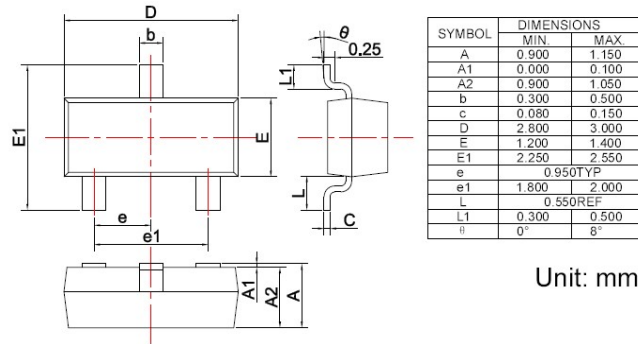 D
b
θ
0.25
L1
E1
E
L
C
e
e1
A1
A2
A
SYMBOL DIMENSIONS
MIN. MAX.
A 0.900 1.150
A1 0.000 0.100
A2 0.900 1.050
b 0.300 0.500
c 0.080 0.150
D 2.800 3.000
E 1.200 1.400
E1 2.250 2.550
e 0.950TYP
e1 1.800 2.000
L 0.550REF
L1 0.300 0.500
θ 0° 8°
Unit: mm